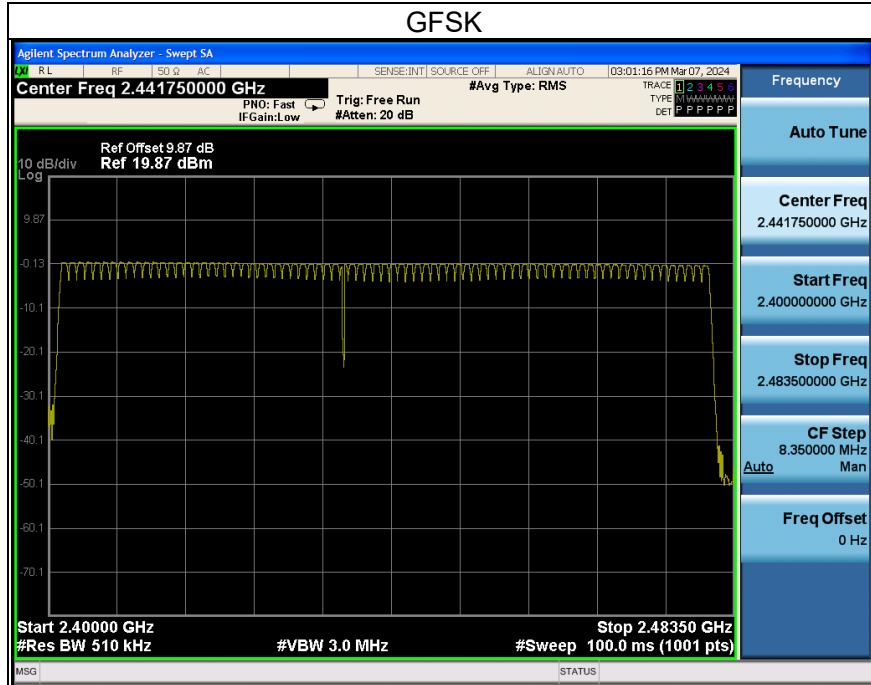 GFSK
Agilent Spectrum Analyzer - Swept SA
LXI RL RF 50 Ω AC SENSE:INT SOURCE OFF ALIGN AUTO 03:01:16 PM Mar 07, 2024
Center Freq 2.441750000 GHz #Avg Type: RMS TRACE 1 2 3 4 5 6
PNO: Fast Trig: Free Run TYPE M WWWWW
IFGain:Low #Atten: 20 dB DET P P P P P P
Ref Offset 9.87 dB
10 dB/div Ref 19.87 dBm
Log
9.87
-0.13
-10.1
-20.1
-30.1
-40.1
-50.1
-60.1
-70.1
Start 2.40000 GHz Stop 2.48350 GHz
#Res BW 510 kHz #VBW 3.0 MHz #Sweep 100.0 ms (1001 pts)
MSG STATUS
Frequency
Auto Tune
Center Freq
2.441750000 GHz
Start Freq
2.400000000 GHz
Stop Freq
2.483500000 GHz
CF Step
8.350000 MHz
Auto Man
Freq Offset
0 Hz